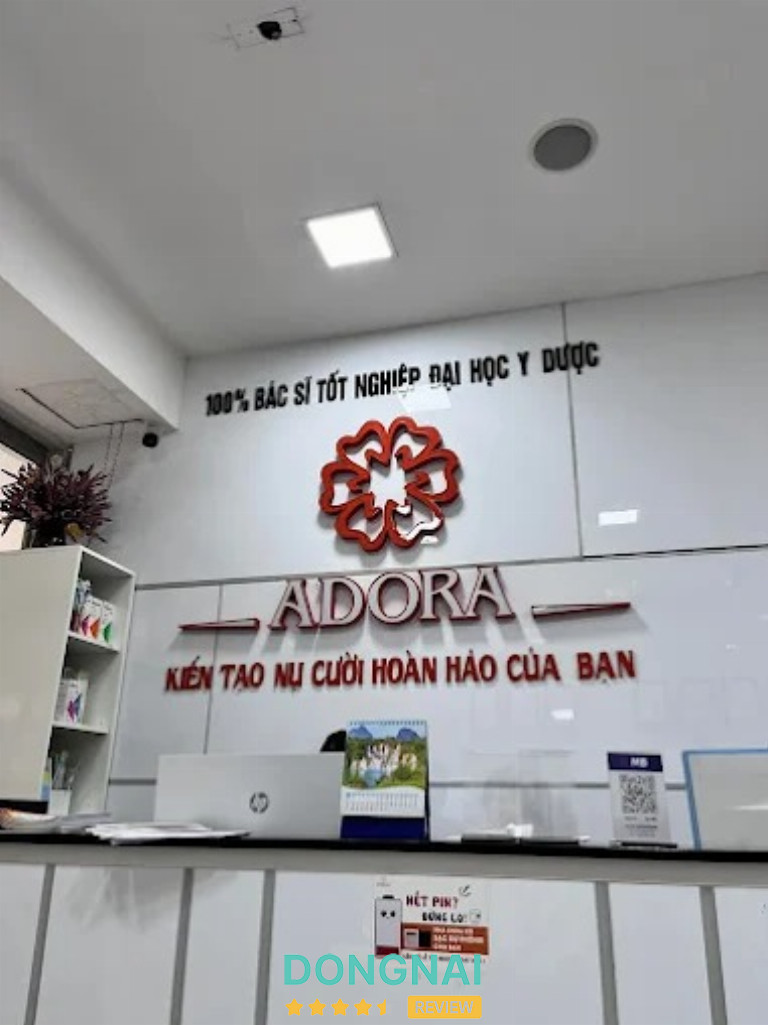 100% BÁC SĨ TỐT NGHIỆP ĐẠI HỌC Y DƯỢC
ADORA
KIẾN TẠO NỤ CƯỜI HOÀN HẢO CỦA BẠN
hp
MB
HẾT PIN?
ĐỪNG LO!
DONGNAI
REVIEW